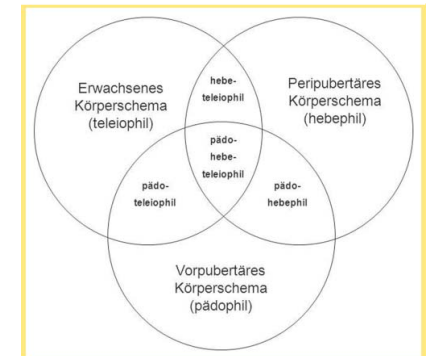 Erwachsenes
Körperschema
(teleiophil)
hebe-
teleiophil
Peripubertäres
Körperschema
(hebephil)
pädo-
hebe-
teleiophil
pädo-
teleiophil
pädo-
hebephil
Vorpubertäres
Körperschema
(pädophil)